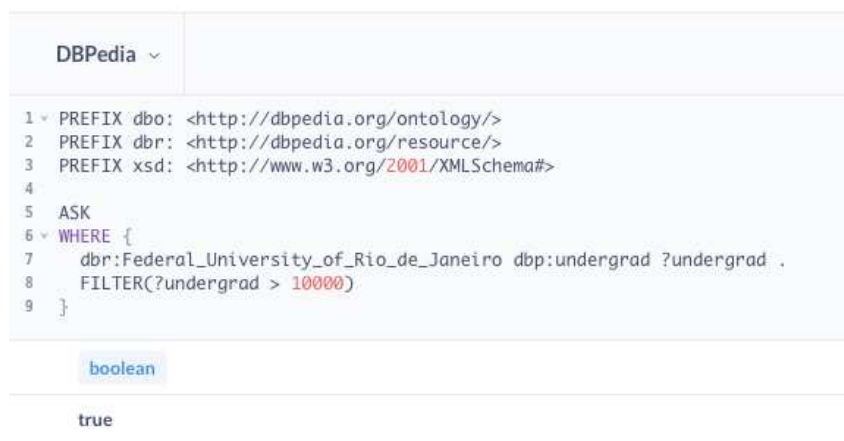 DBPedia
1 PREFIX dbo: <http://dbpedia.org/ontology/>
2 PREFIX dbr: <http://dbpedia.org/resource/>
3 PREFIX xsd: <http://www.w3.org/2001/XMLSchema#>
4
5 ASK
6 WHERE {
7 dbr:Federal_University_of_Rio_de_Janeiro dbp:undergrad ?undergrad .
8 FILTER(?undergrad > 10000)
9 }
boolean
true